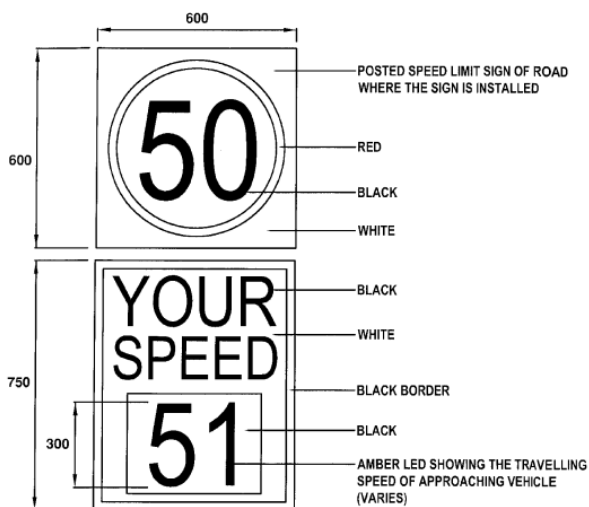 600
POSTED SPEED LIMIT SIGN OF ROAD
WHERE THE SIGN IS INSTALLED
600
50
RED
BLACK
WHITE
YOUR
SPEED
BLACK
WHITE
750
BLACK BORDER
300
51
BLACK
AMBER LED SHOWING THE TRAVELLING
SPEED OF APPROACHING VEHICLE
(VARIES)